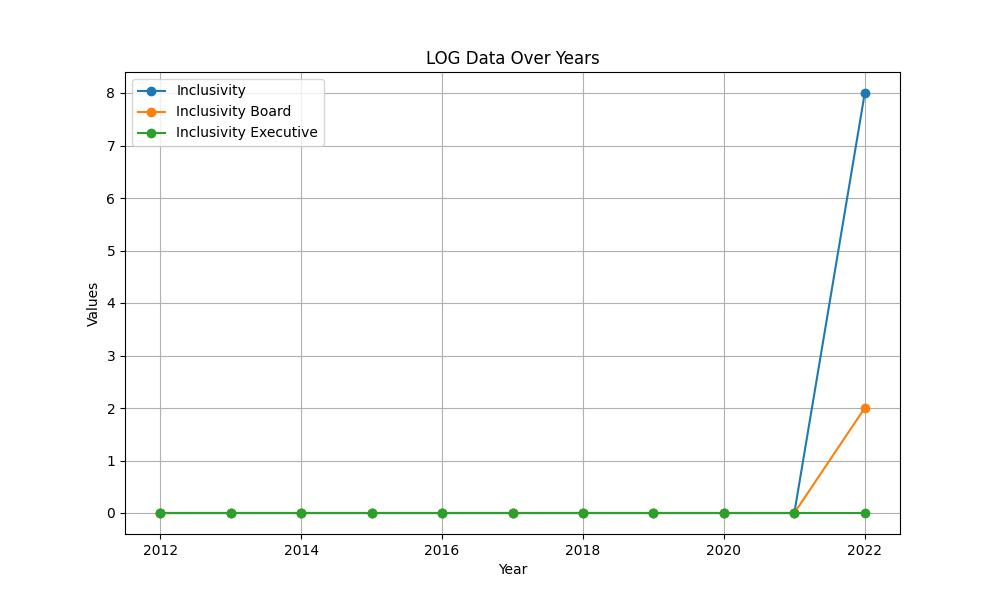 LOG Data Over Years
Inclusivity
Inclusivity Board
Inclusivity Executive
8
7
6
5
4
3
2
1
0
Values
2012
2014
2016
2018
2020
2022
Year